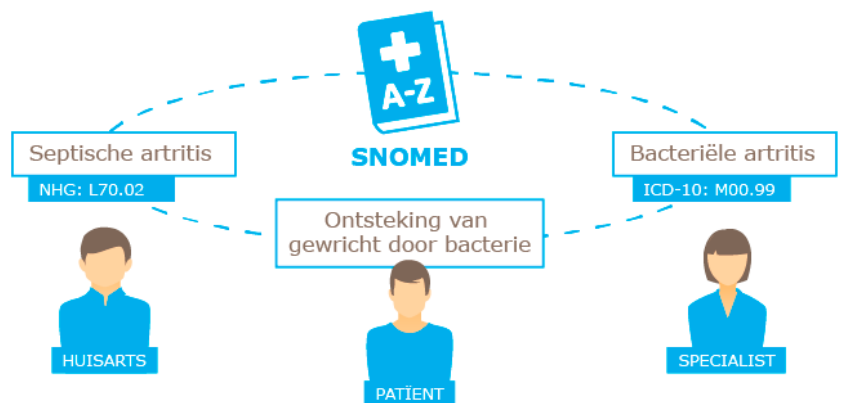 A-Z
SNOMED
Septische artritis
NHG: L70.02
Bacteriële artritis
ICD-10: M00.99
Ontsteking van
gewricht door bacterie
HUISARTS
PATÏENT
SPECIALIST